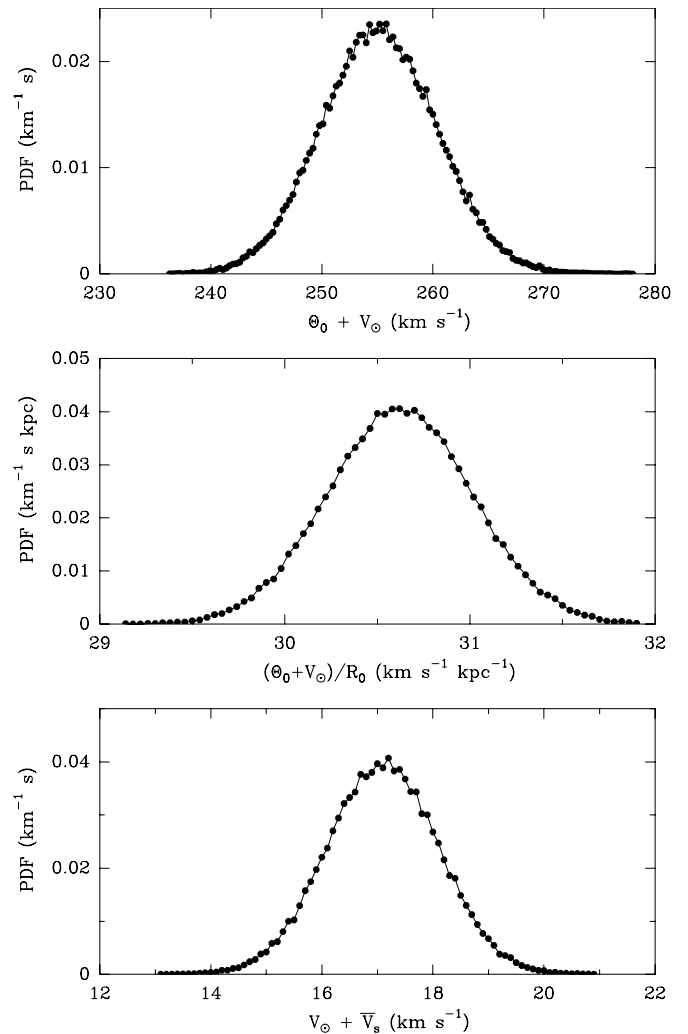 PDF (km⁻¹ s)
0.02
0.01
0
230 240 250 260 270 280
Θ₀ + V☉ (km s⁻¹)
PDF (km⁻¹ s kpc)
0.05
0.04
0.03
0.02
0.01
0
29 30 31 32
(Θ₀+V☉)/R₀ (km s⁻¹ kpc⁻¹)
PDF (km⁻¹ s)
0.04
0.02
0
12 14 16 18 20 22
V☉ + V̅ₛ (km s⁻¹)